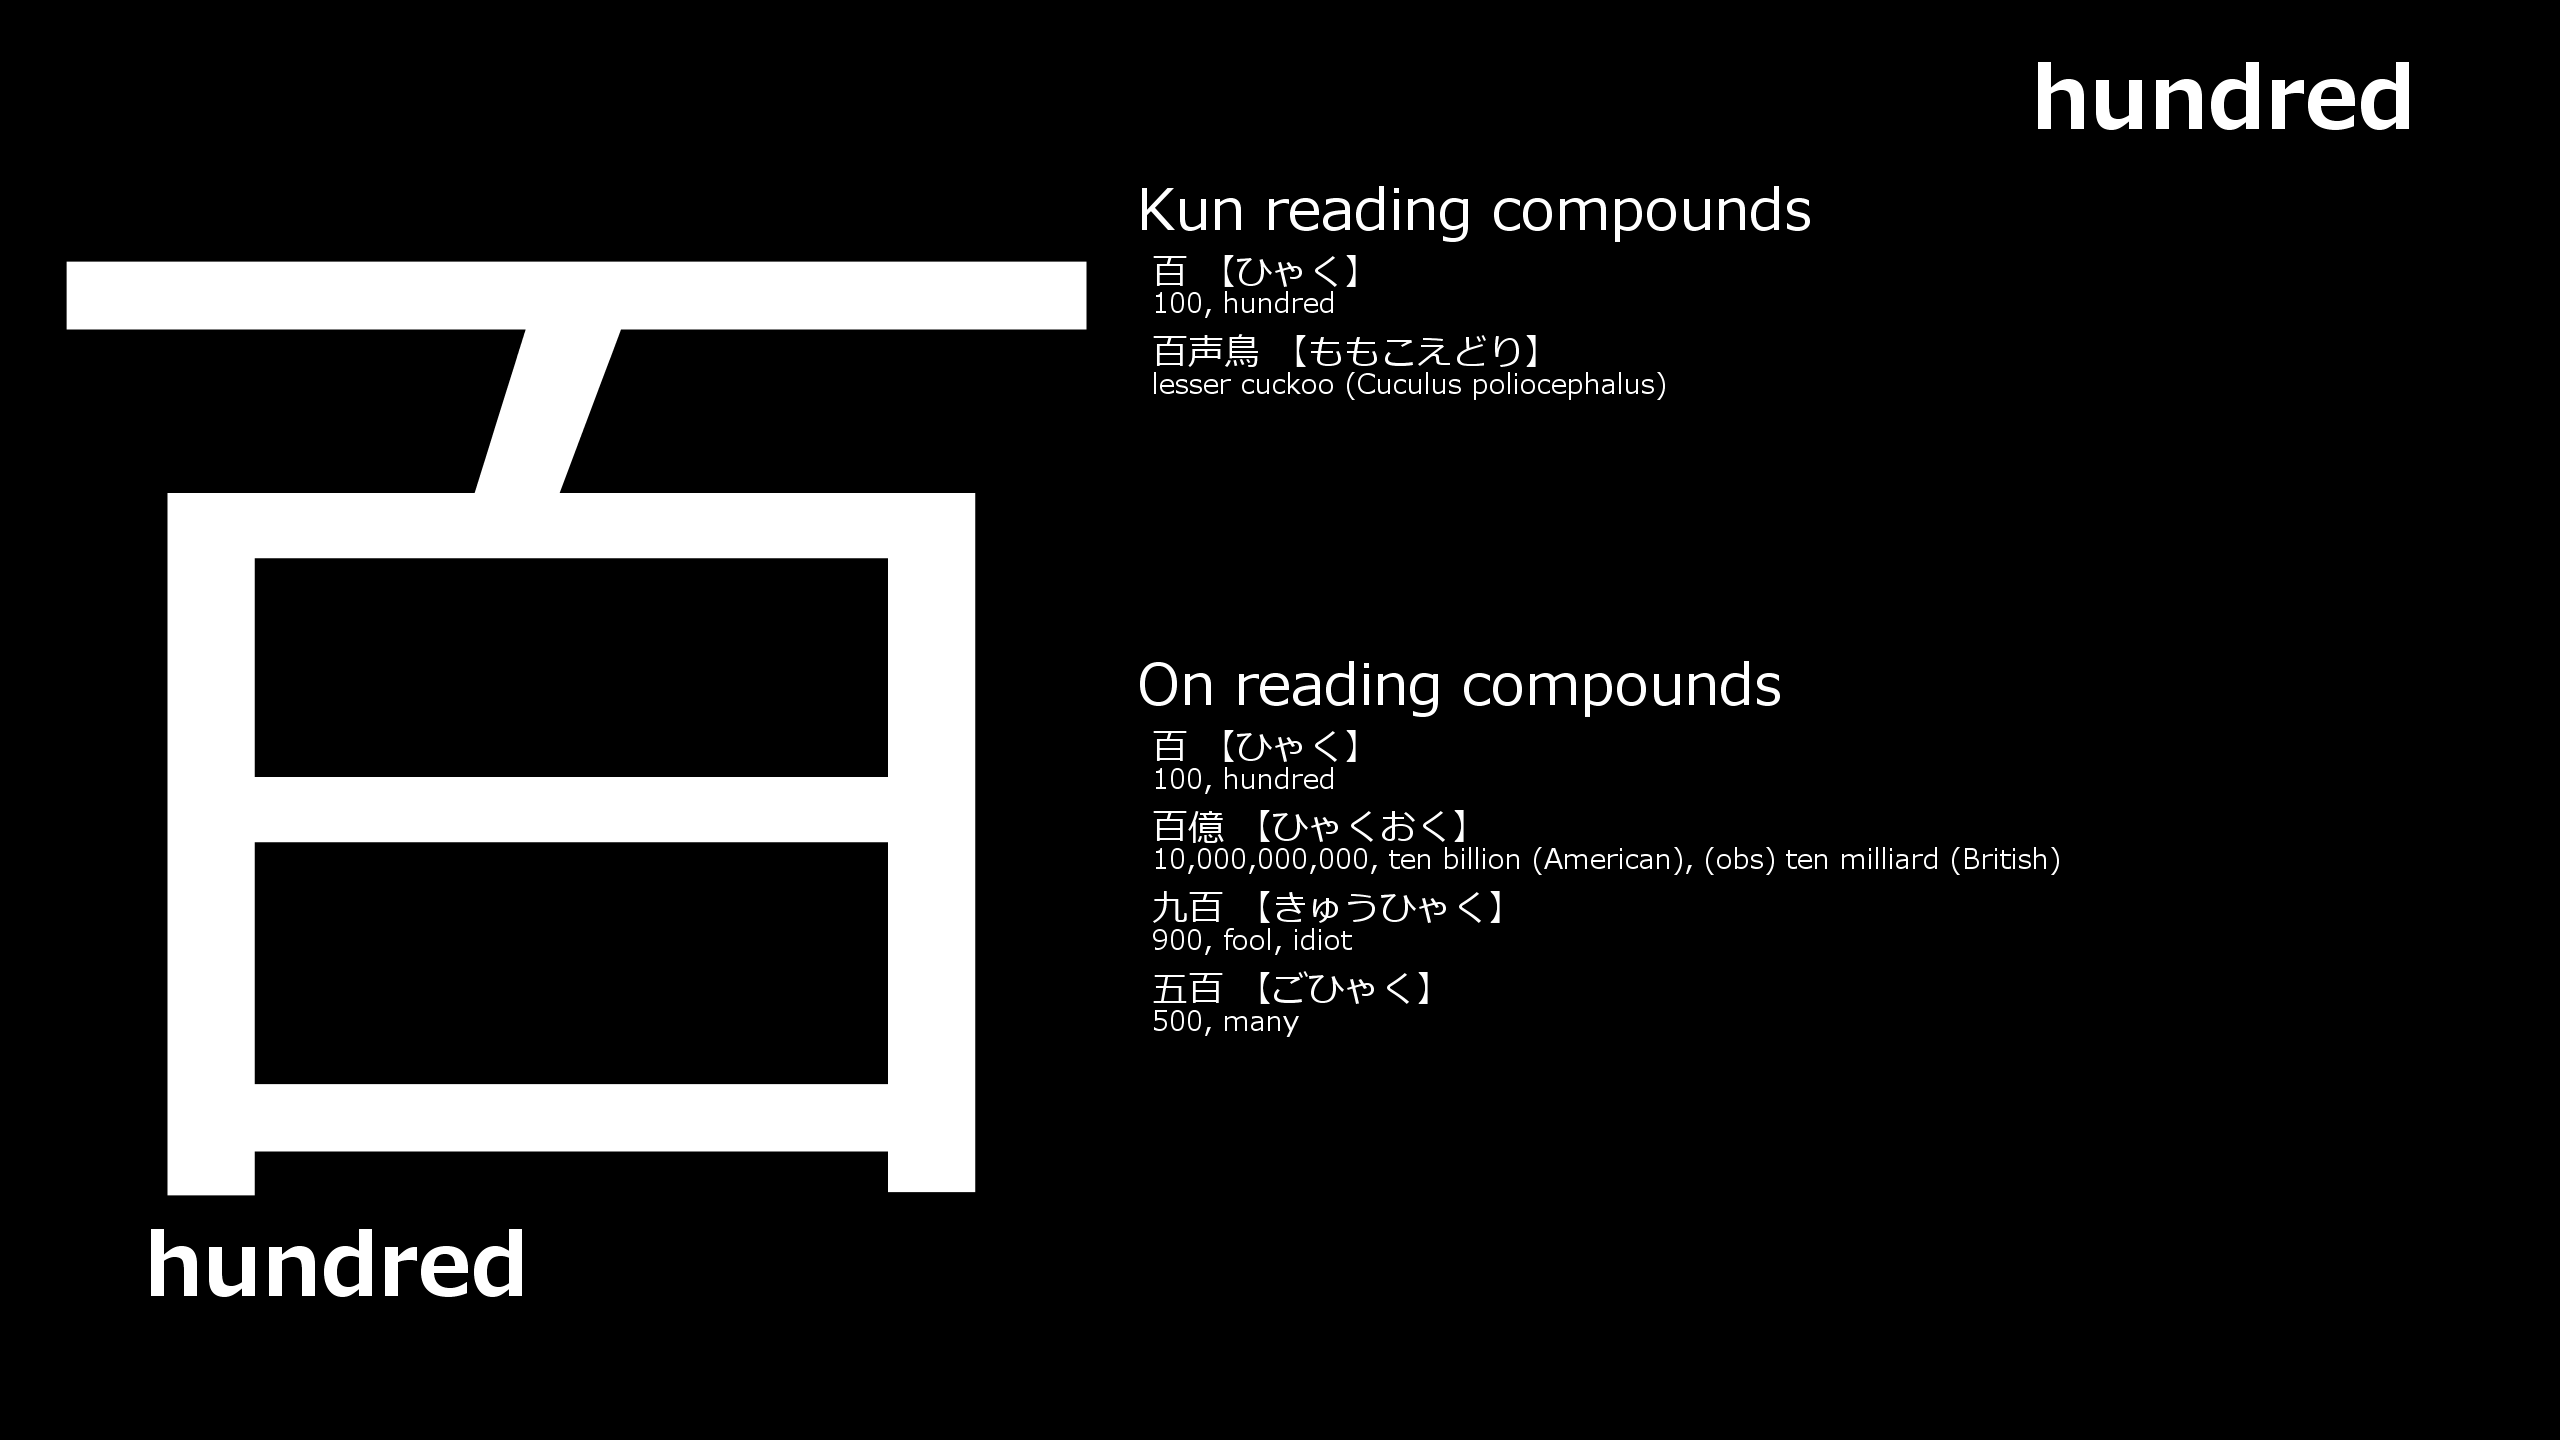 hundred
百
hundred
Kun reading compounds
百 【ひゃく】
100, hundred
百声鳥 【ももこえどり】
lesser cuckoo (Cuculus poliocephalus)
On reading compounds
百 【ひゃく】
100, hundred
百億 【ひゃくおく】
10,000,000,000, ten billion (American), (obs) ten milliard (British)
九百 【きゅうひゃく】
900, fool, idiot
五百 【ごひゃく】
500, many